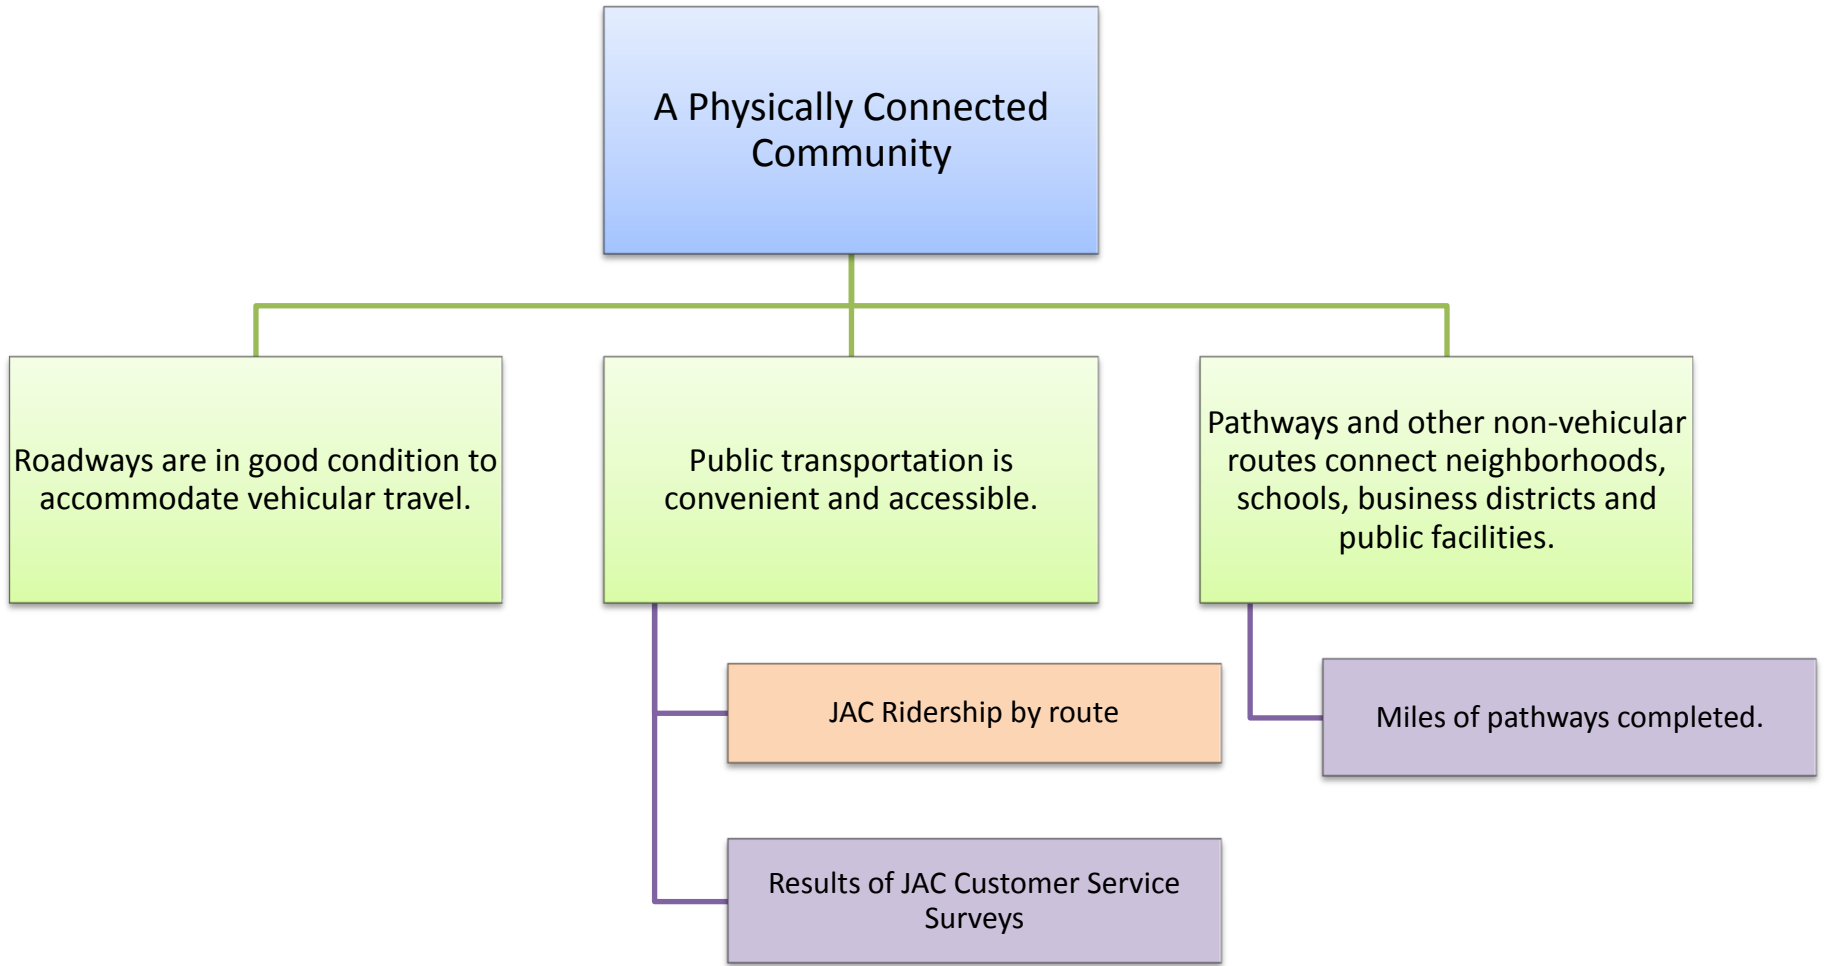 A Physically Connected
Community
Roadways are in good condition to
accommodate vehicular travel.
Public transportation is
convenient and accessible.
Pathways and other non-vehicular
routes connect neighborhoods,
schools, business districts and
public facilities.
JAC Ridership by route
Miles of pathways completed.
Results of JAC Customer Service
Surveys